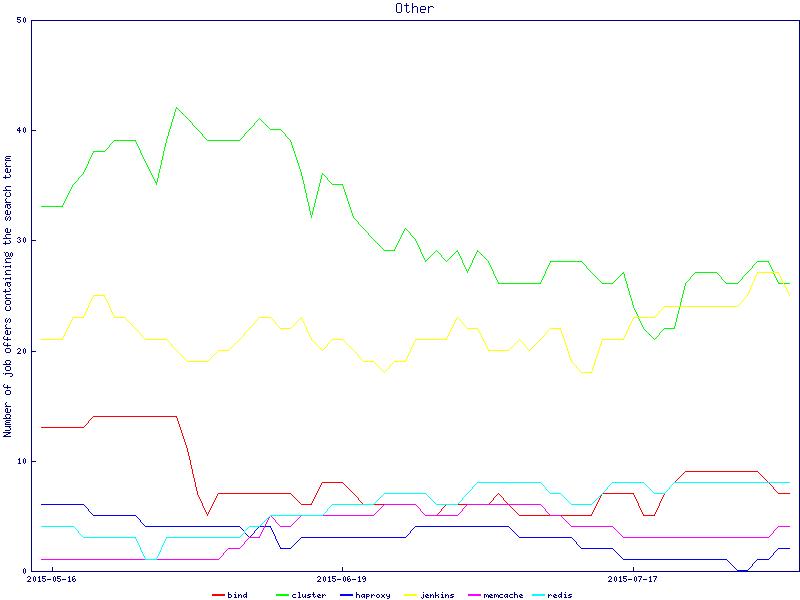 Other
Number of job offers containing the search term
50
40
30
20
10
0
2015-05-16 2015-06-19 2015-07-17
bind cluster haproxy jenkins memcache redis